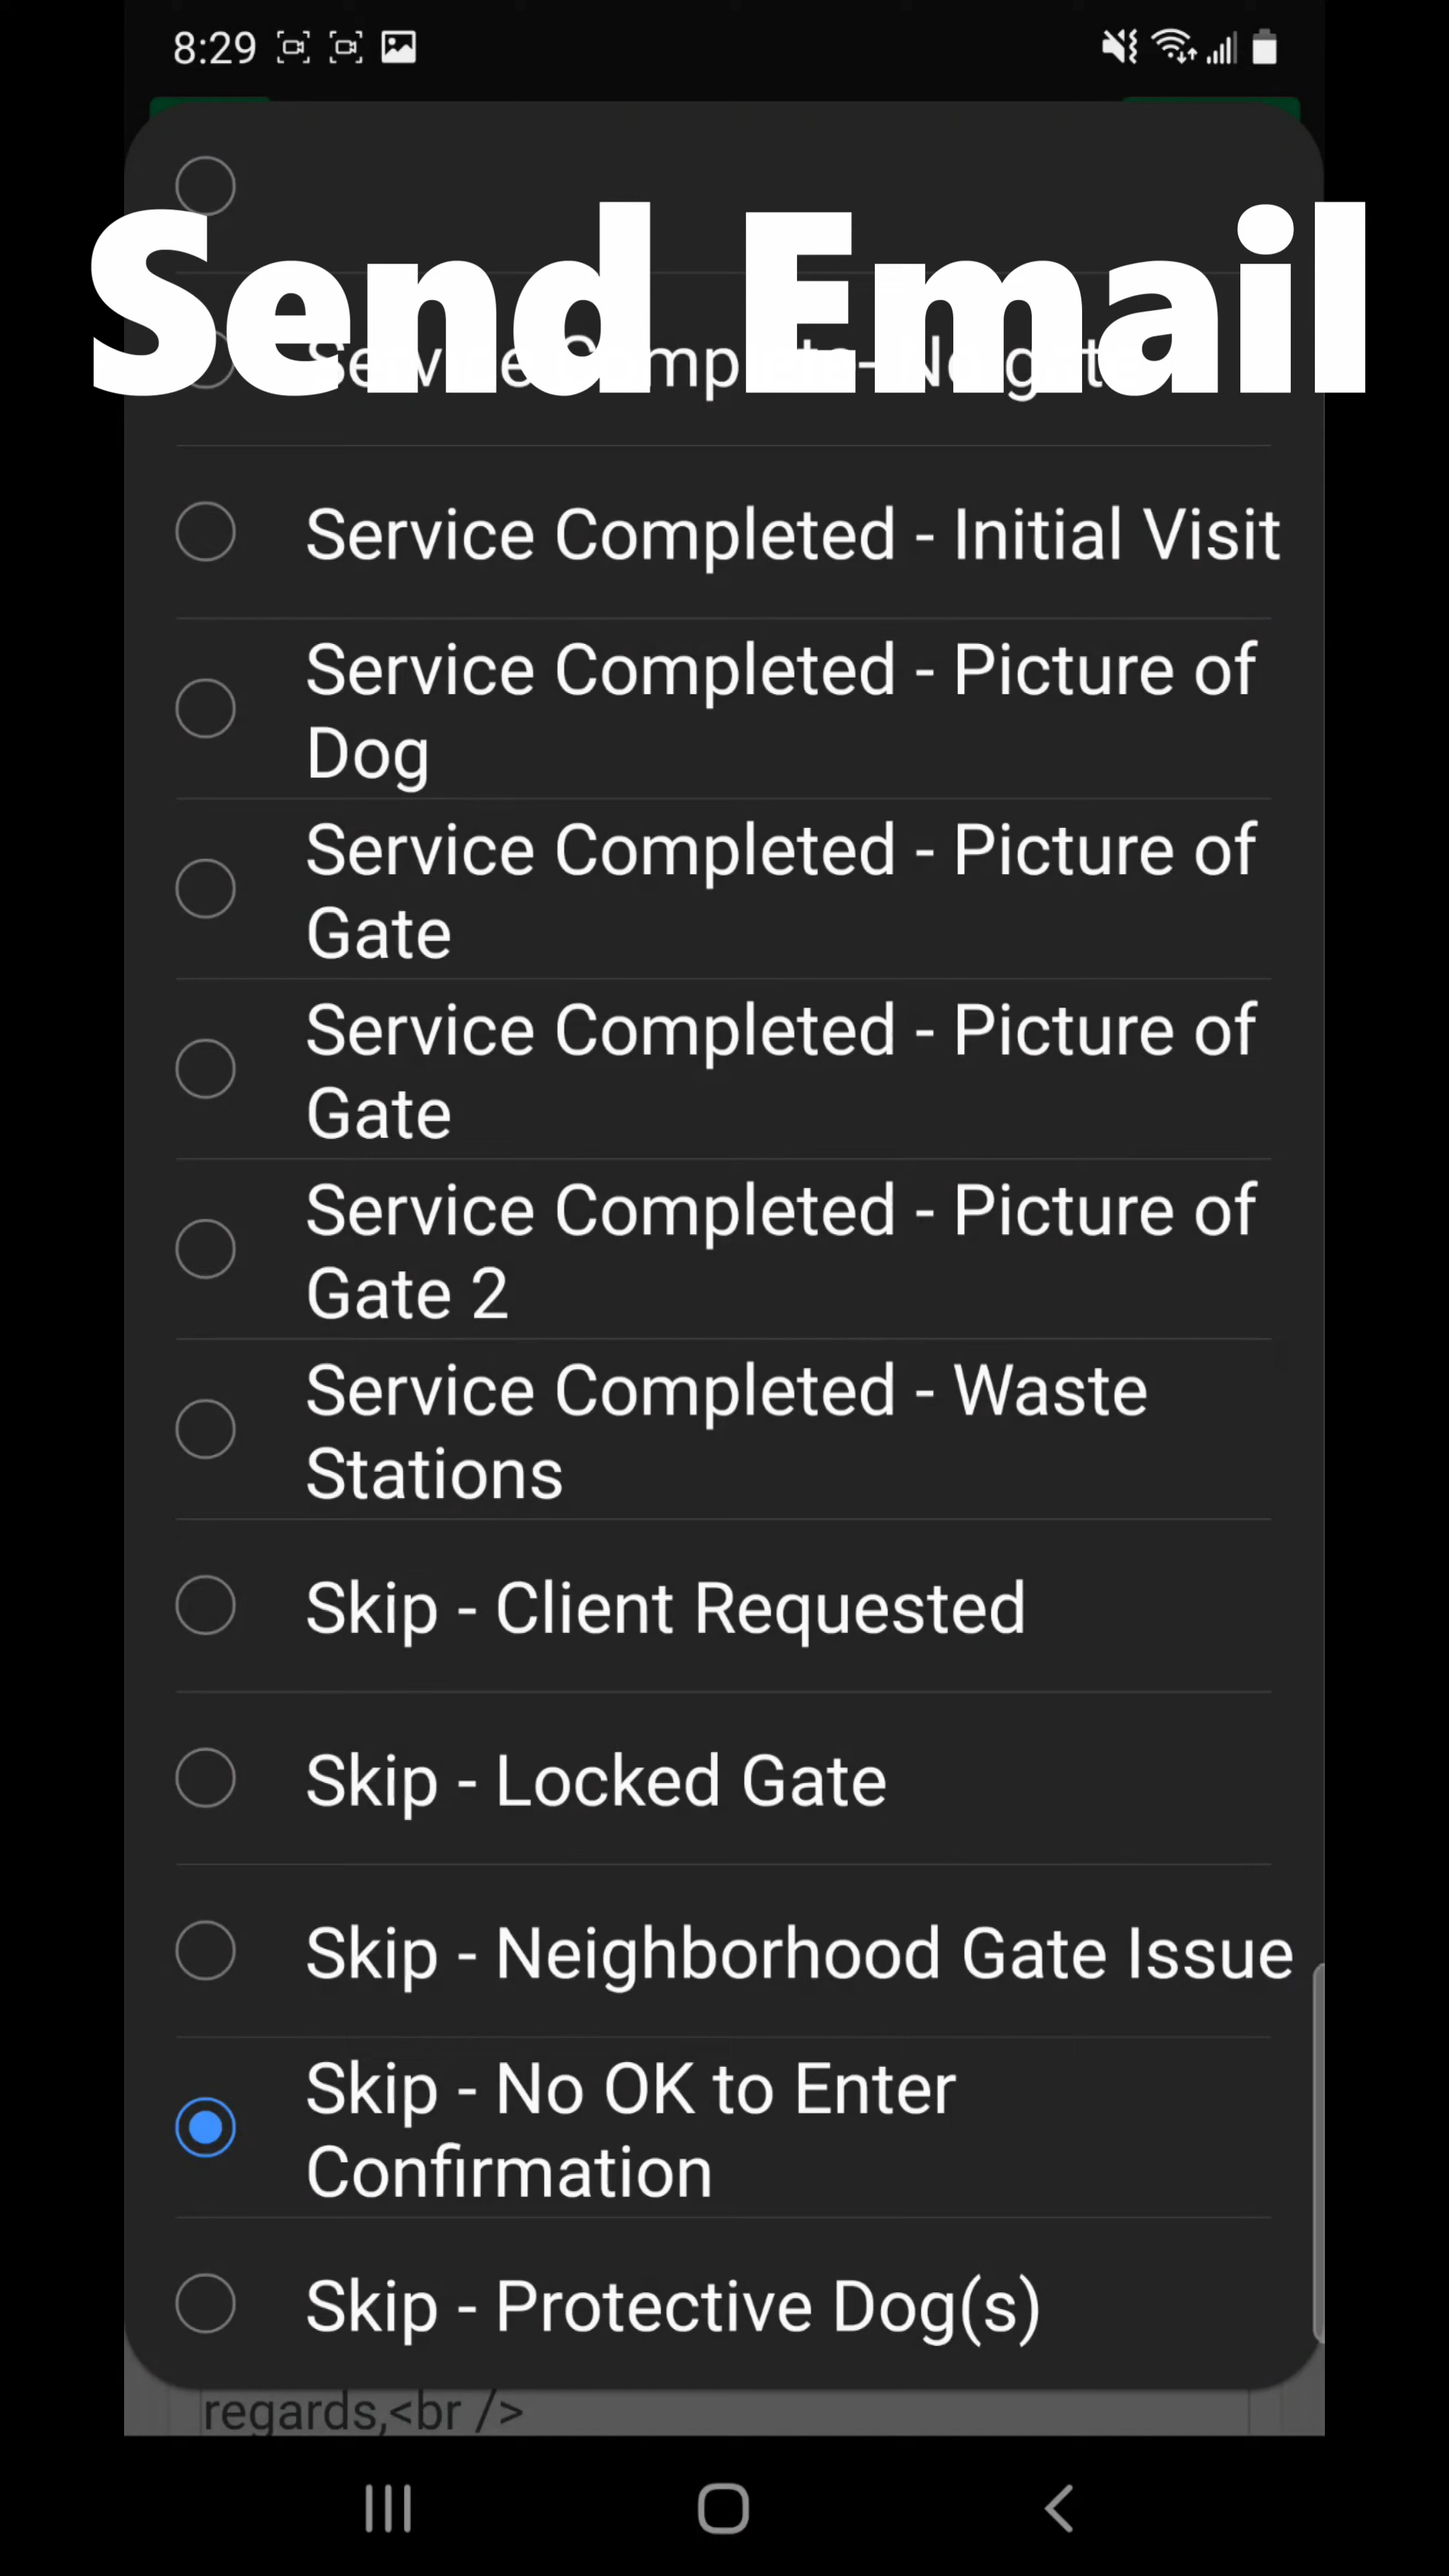 8:29
Send Email
Service Completed - Initial Visit
Service Completed - Picture of
Dog
Service Completed - Picture of
Gate
Service Completed - Picture of
Gate
Service Completed - Picture of
Gate 2
Service Completed - Waste
Stations
Skip - Client Requested
Skip - Locked Gate
Skip - Neighborhood Gate Issue
Skip - No OK to Enter
Confirmation
Skip - Protective Dog(s)
regards,<br />